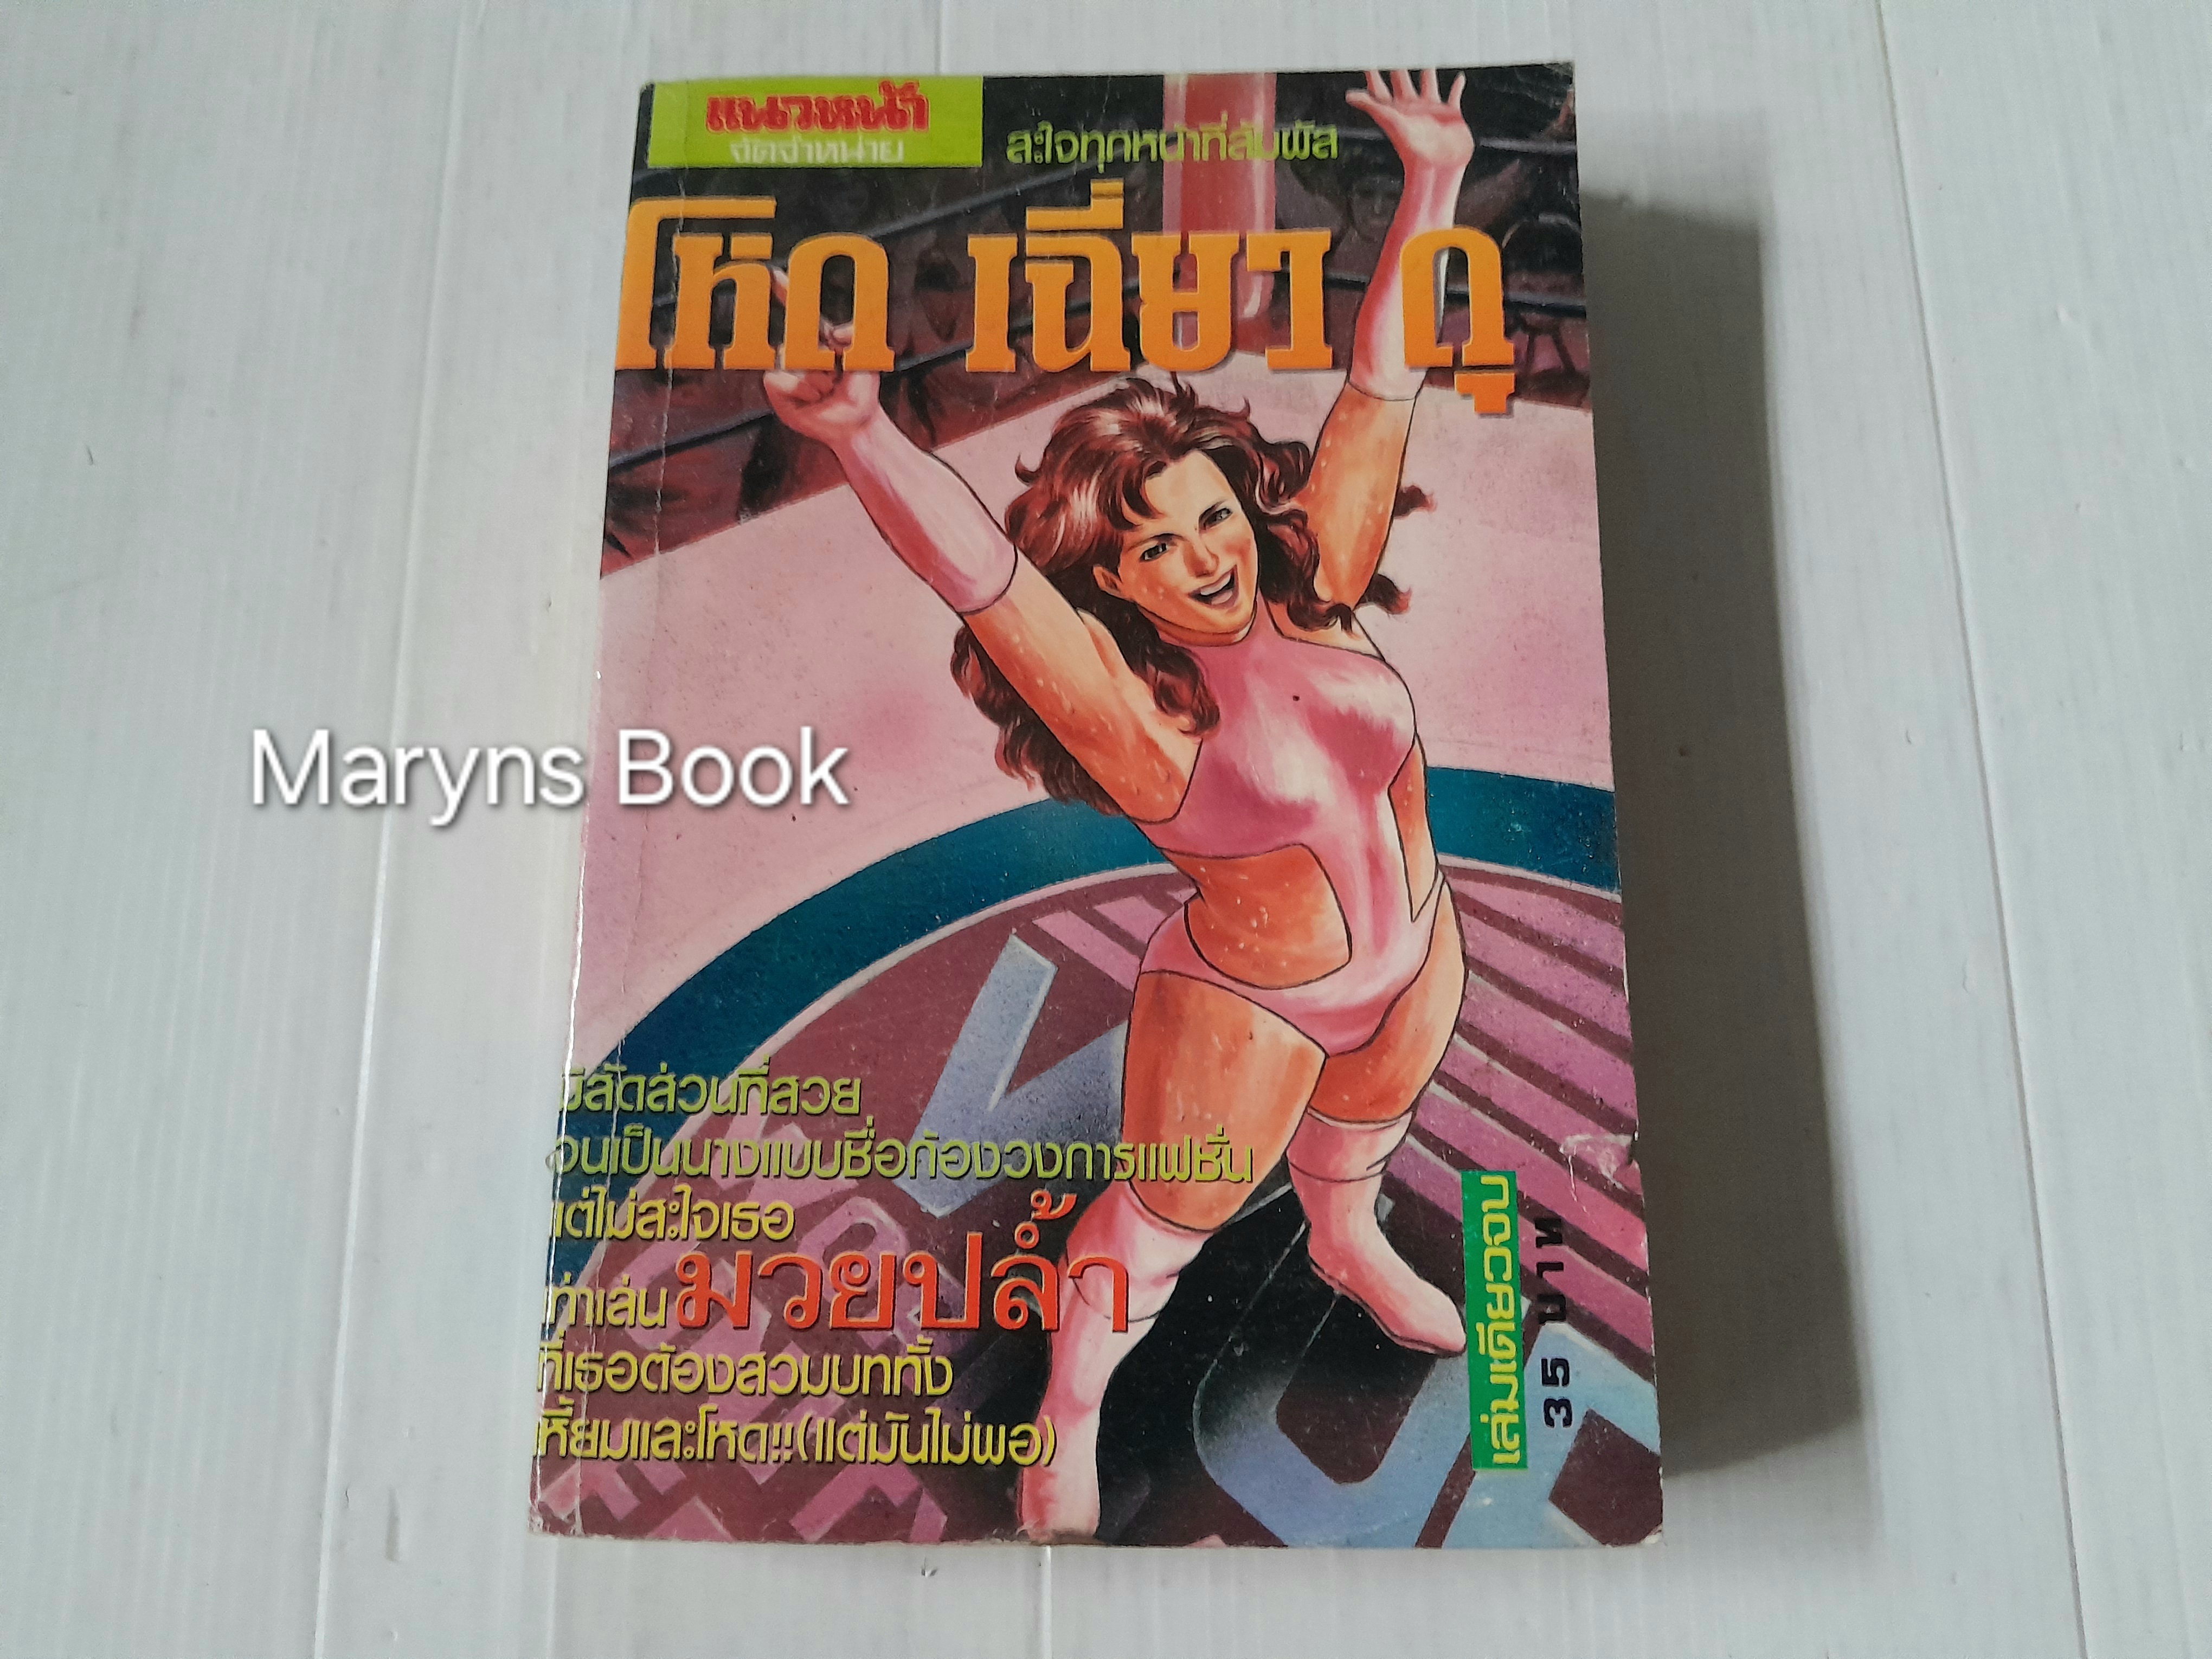 แนวหน้า
จัดจำหน่าย
สะใจทุกหน้าที่สัมผัส
โหด เฉี่ยว ดุ
Maryns Book
มีสัดส่วนที่สวย
จนเป็นนางแบบชื่อก้องวงการแฟชั่น
แต่ไม่สะใจเธอ
เท่าเล่น มวยปล้ำ
ที่เธอต้องสวมบททั้ง
เหี้ยมและโหด!!(แต่มันไม่พอ)
เล่มเดียวจบ
35 บาท